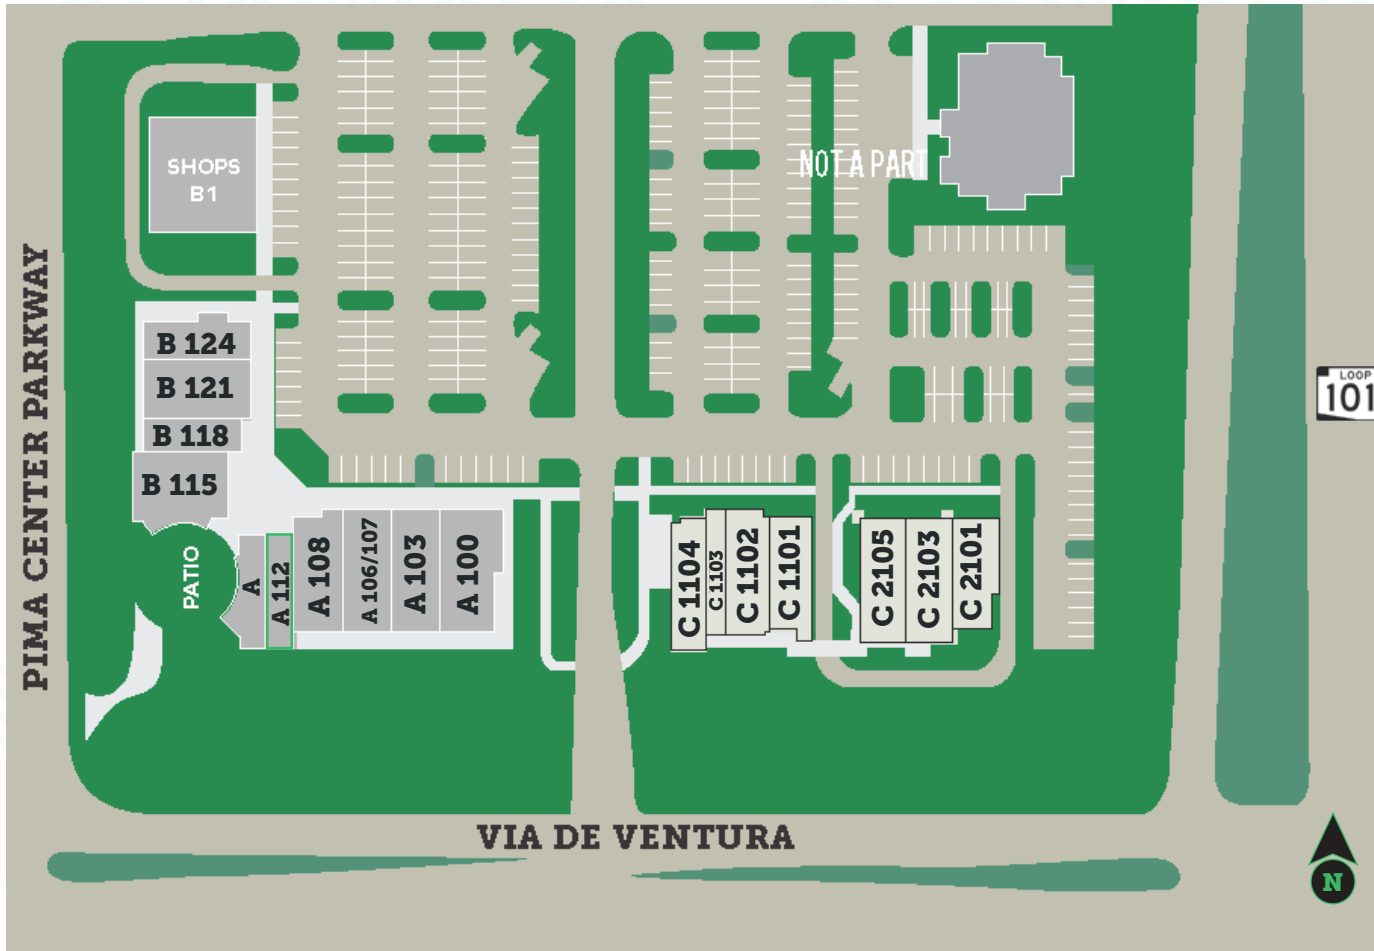 SHOPS
B1
NOT A PART
PIMA CENTER PARKWAY
B 124
B 121
B 118
B 115
PATIO
A
A 112
A 108
A 106/107
A 103
A 100
C 1104
C 1103
C 1102
C 1101
C 2105
C 2103
C 2101
LOOP
101
VIA DE VENTURA
N